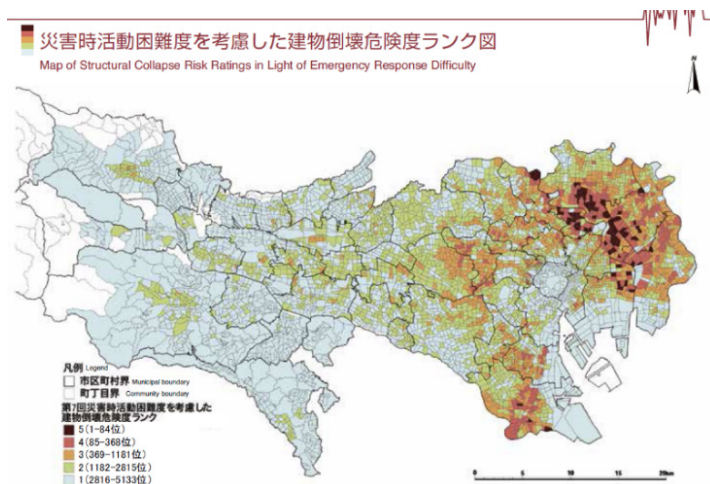 災害時活動困難度を考慮した建物倒壊危険度ランク図
Map of Structural Collapse Risk Ratings in Light of Emergency Response Difficulty
N
凡例 Legend
市区町村界 Municipal boundary
町丁目界 Community boundary
第7回災害時活動困難度を考慮した
建物倒壊危険度ランク
5(1-84位)
4(85-368位)
3(369-1181位)
2(1182-2815位)
1(2816-5133位)
0 5 10 15 20km